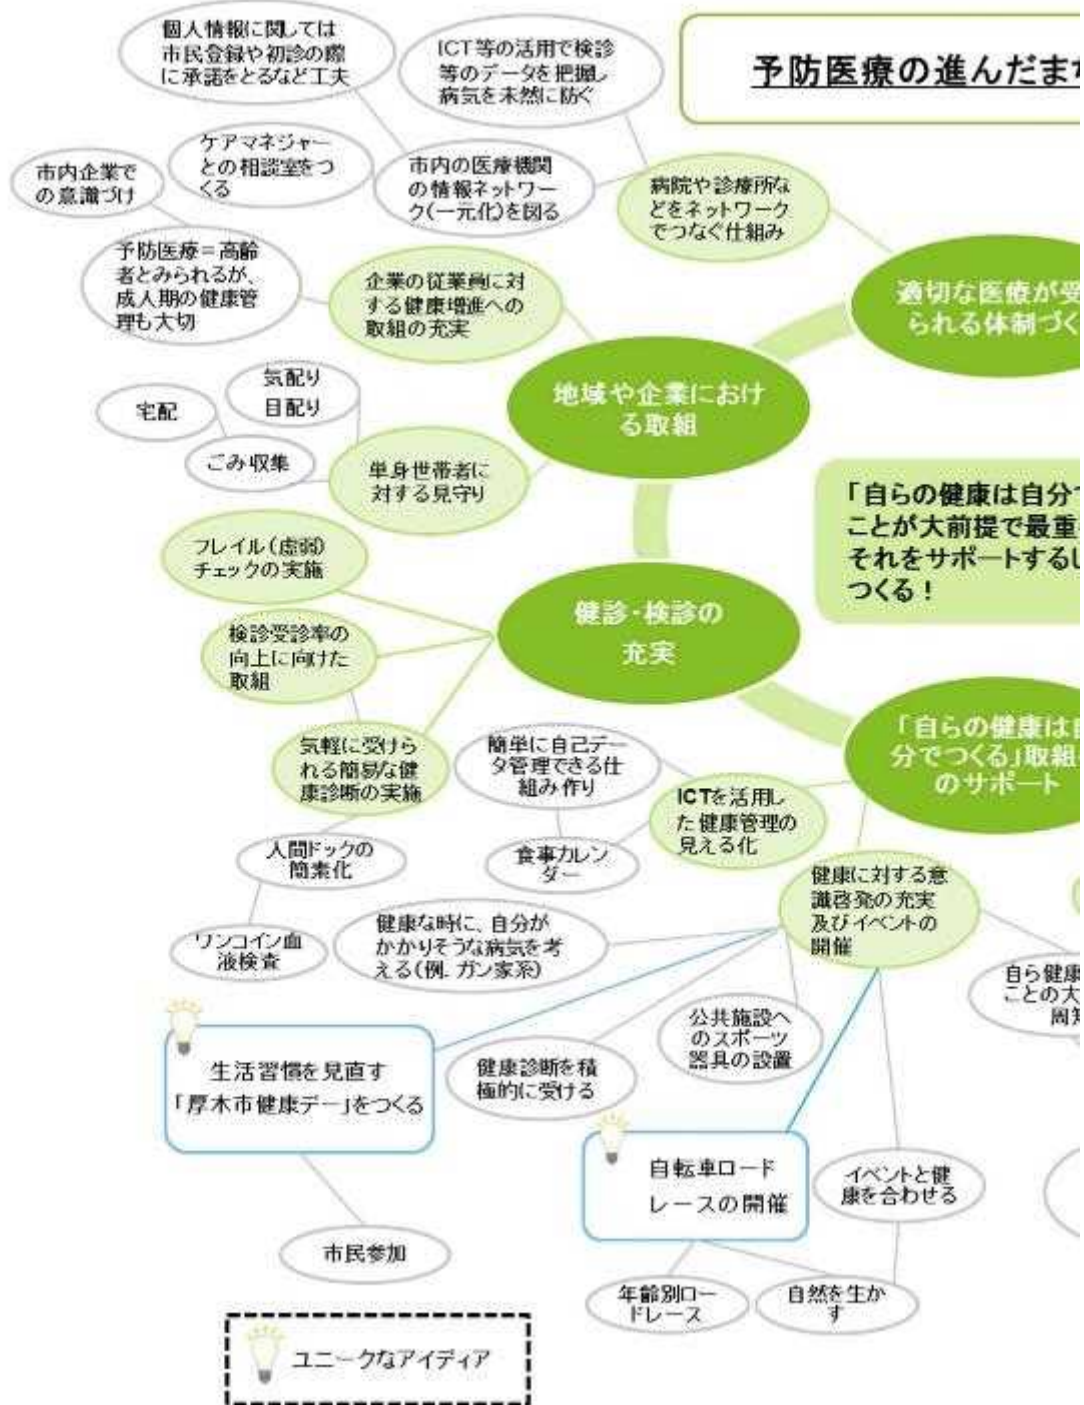 個人情報に関しては
市民登録や初診の際
に承諾をとるなど工夫
ICT等の活用で検診
等のデータを把握し
病気を未然に防ぐ
予防医療の進んだまち
ケアマネジャー
との相談室をつ
くる
市内企業で
の意識づけ
市内の医療機関
の情報ネットワー
ク(一元化)を図る
病院や診療所な
どをネットワーク
でつなぐ仕組み
予防医療=高齢
者とみられるが、
成人期の健康管
理も大切
企業の従業員に対
する健康増進への
取組の充実
適切な医療が受
られる体制づく
地域や企業におけ
る取組
気配り
目配り
宅配
ごみ収集
単身世帯者に
対する見守り
「自らの健康は自分で
ことが大前提で最重
それをサポートするし
つくる！
フレイル(虚弱)
チェックの実施
健診・検診の
充実
検診受診率の
向上に向けた
取組
気軽に受けら
れる簡易な健
康診断の実施
簡単に自己デー
タ管理できる仕
組み作り
ICTを活用し
た健康管理の
見える化
「自らの健康は自
分でつくる」取組
のサポート
人間ドックの
簡素化
食事カレン
ダー
健康に対する意
識啓発の充実
及びイベントの
開催
ワンコイン血
液検査
健康な時に、自分が
かかりそうな病気を考
える(例．ガン家系)
自ら健康
ことの大
周知
公共施設へ
のスポーツ
器具の設置
生活習慣を見直す
「厚木市健康デー」をつくる
健康診断を積
極的に受ける
自転車ロード
レースの開催
イベントと健
康を合わせる
市民参加
年齢別ロー
ドレース
自然を生か
す
ユニークなアイディア